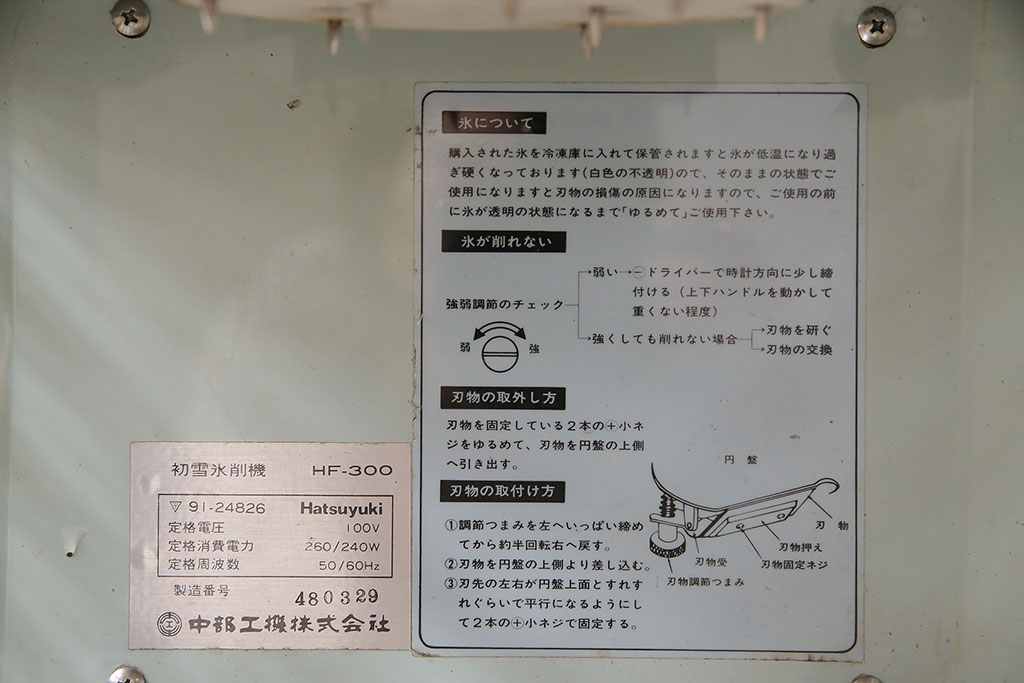 氷について
購入された氷を冷凍庫に入れて保管されますと氷が低温になり過
ぎ硬くなっております(白色の不透明)ので、そのままの状態でご
使用になりますと刃物の損傷の原因になりますので、ご使用の前
に氷が透明の状態になるまで「ゆるめて」ご使用下さい。
氷が削れない
強弱調節のチェック
弱い→㊀ドライバーで時計方向に少し締
付ける（上下ハンドルを動かして
重くない程度）
強くしても削れない場合
刃物を研ぐ
刃物の交換
弱
強
刃物の取外し方
刃物を固定している2本の⊕小ネ
ジをゆるめて、刃物を円盤の上側
へ引き出す。
刃物の取付け方
①調節つまみを左へいっぱい締め
てから約半回転右へ戻す。
②刃物を円盤の上側より差し込む。
③刃先の左右が円盤上面とすれす
れぐらいで平行になるようにし
て2本の⊕小ネジで固定する。
円盤
刃物
刃物押え
刃物固定ネジ
刃物受
刃物調節つまみ
初雪氷削機 HF-300
▽ 91-24826 Hatsuyuki
定格電圧 100V
定格消費電力 260/240W
定格周波数 50/60Hz
製造番号 480329
中部工機株式会社